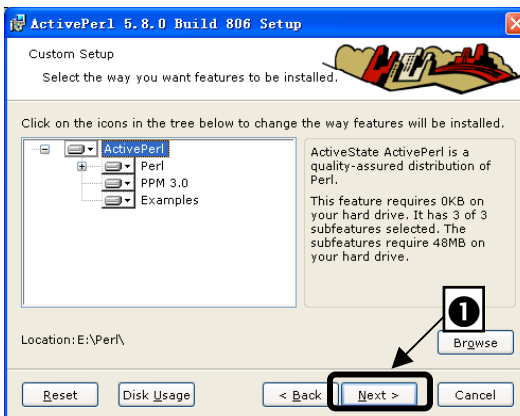 ActivePerl 5.8.0 Build 806 Setup
Custom Setup
Select the way you want features to be installed.
Click on the icons in the tree below to change the way features will be installed.
ActivePerl
Perl
PPM 3.0
Examples
ActiveState ActivePerl is a
quality-assured distribution of
Perl.
This feature requires 0KB on
your hard drive. It has 3 of 3
subfeatures selected. The
subfeatures require 48MB on
your hard drive.
1
Location: E:\Perl\
Browse
Reset
Disk Usage
< Back
Next >
Cancel